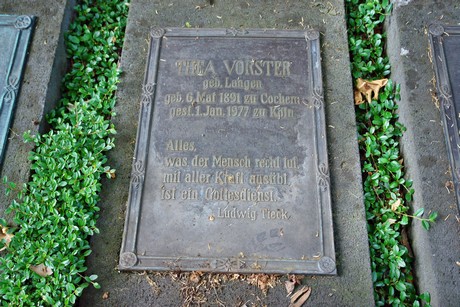 THEA VORSTER
geb. Langen
geb. 6. Mai 1891 zu Cochem
gest. 1. Jan. 1977 zu Köln
Alles,
was der Mensch recht tut,
mit aller Kraft ausübt,
ist ein Gottesdienst.
Ludwig Tieck.